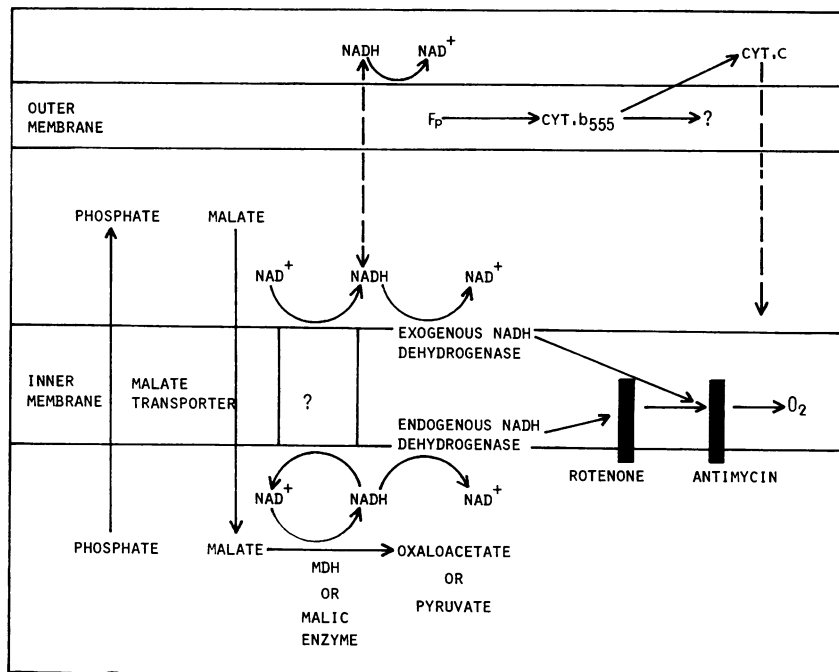 NADH NAD+ CYT.C
OUTER
MEMBRANE
Fp CYT.b555 ?
PHOSPHATE MALATE
NAD+ NADH NAD+
EXOGENOUS NADH
DEHYDROGENASE
INNER
MEMBRANE
MALATE
TRANSPORTER
?
O2
ENDOGENOUS NADH
DEHYDROGENASE
ROTENONE ANTIMYCIN
NAD+ NADH NAD+
PHOSPHATE MALATE OXALOACETATE
OR
PYRUVATE
MDH
OR
MALIC
ENZYME